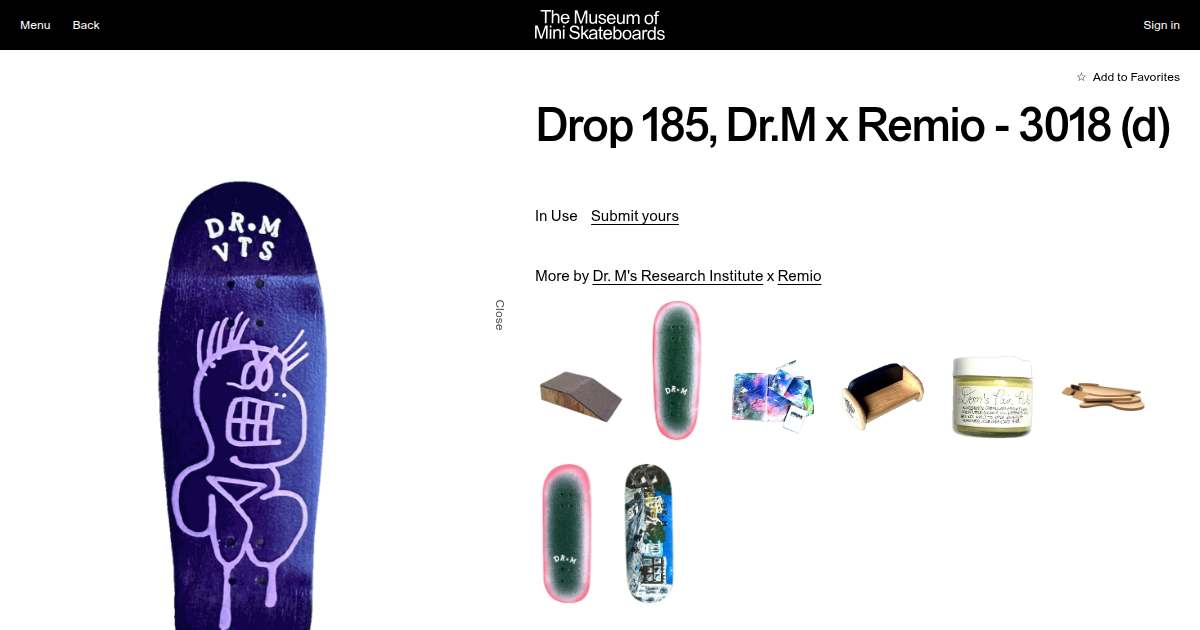 Menu
Back
The Museum of
Mini Skateboards
Sign in
☆ Add to Favorites
Drop 185, Dr.M x Remio - 3018 (d)
DR•M
VTS
In Use
Submit yours
More by Dr. M's Research Institute x Remio
Close
DR•M
DR•M